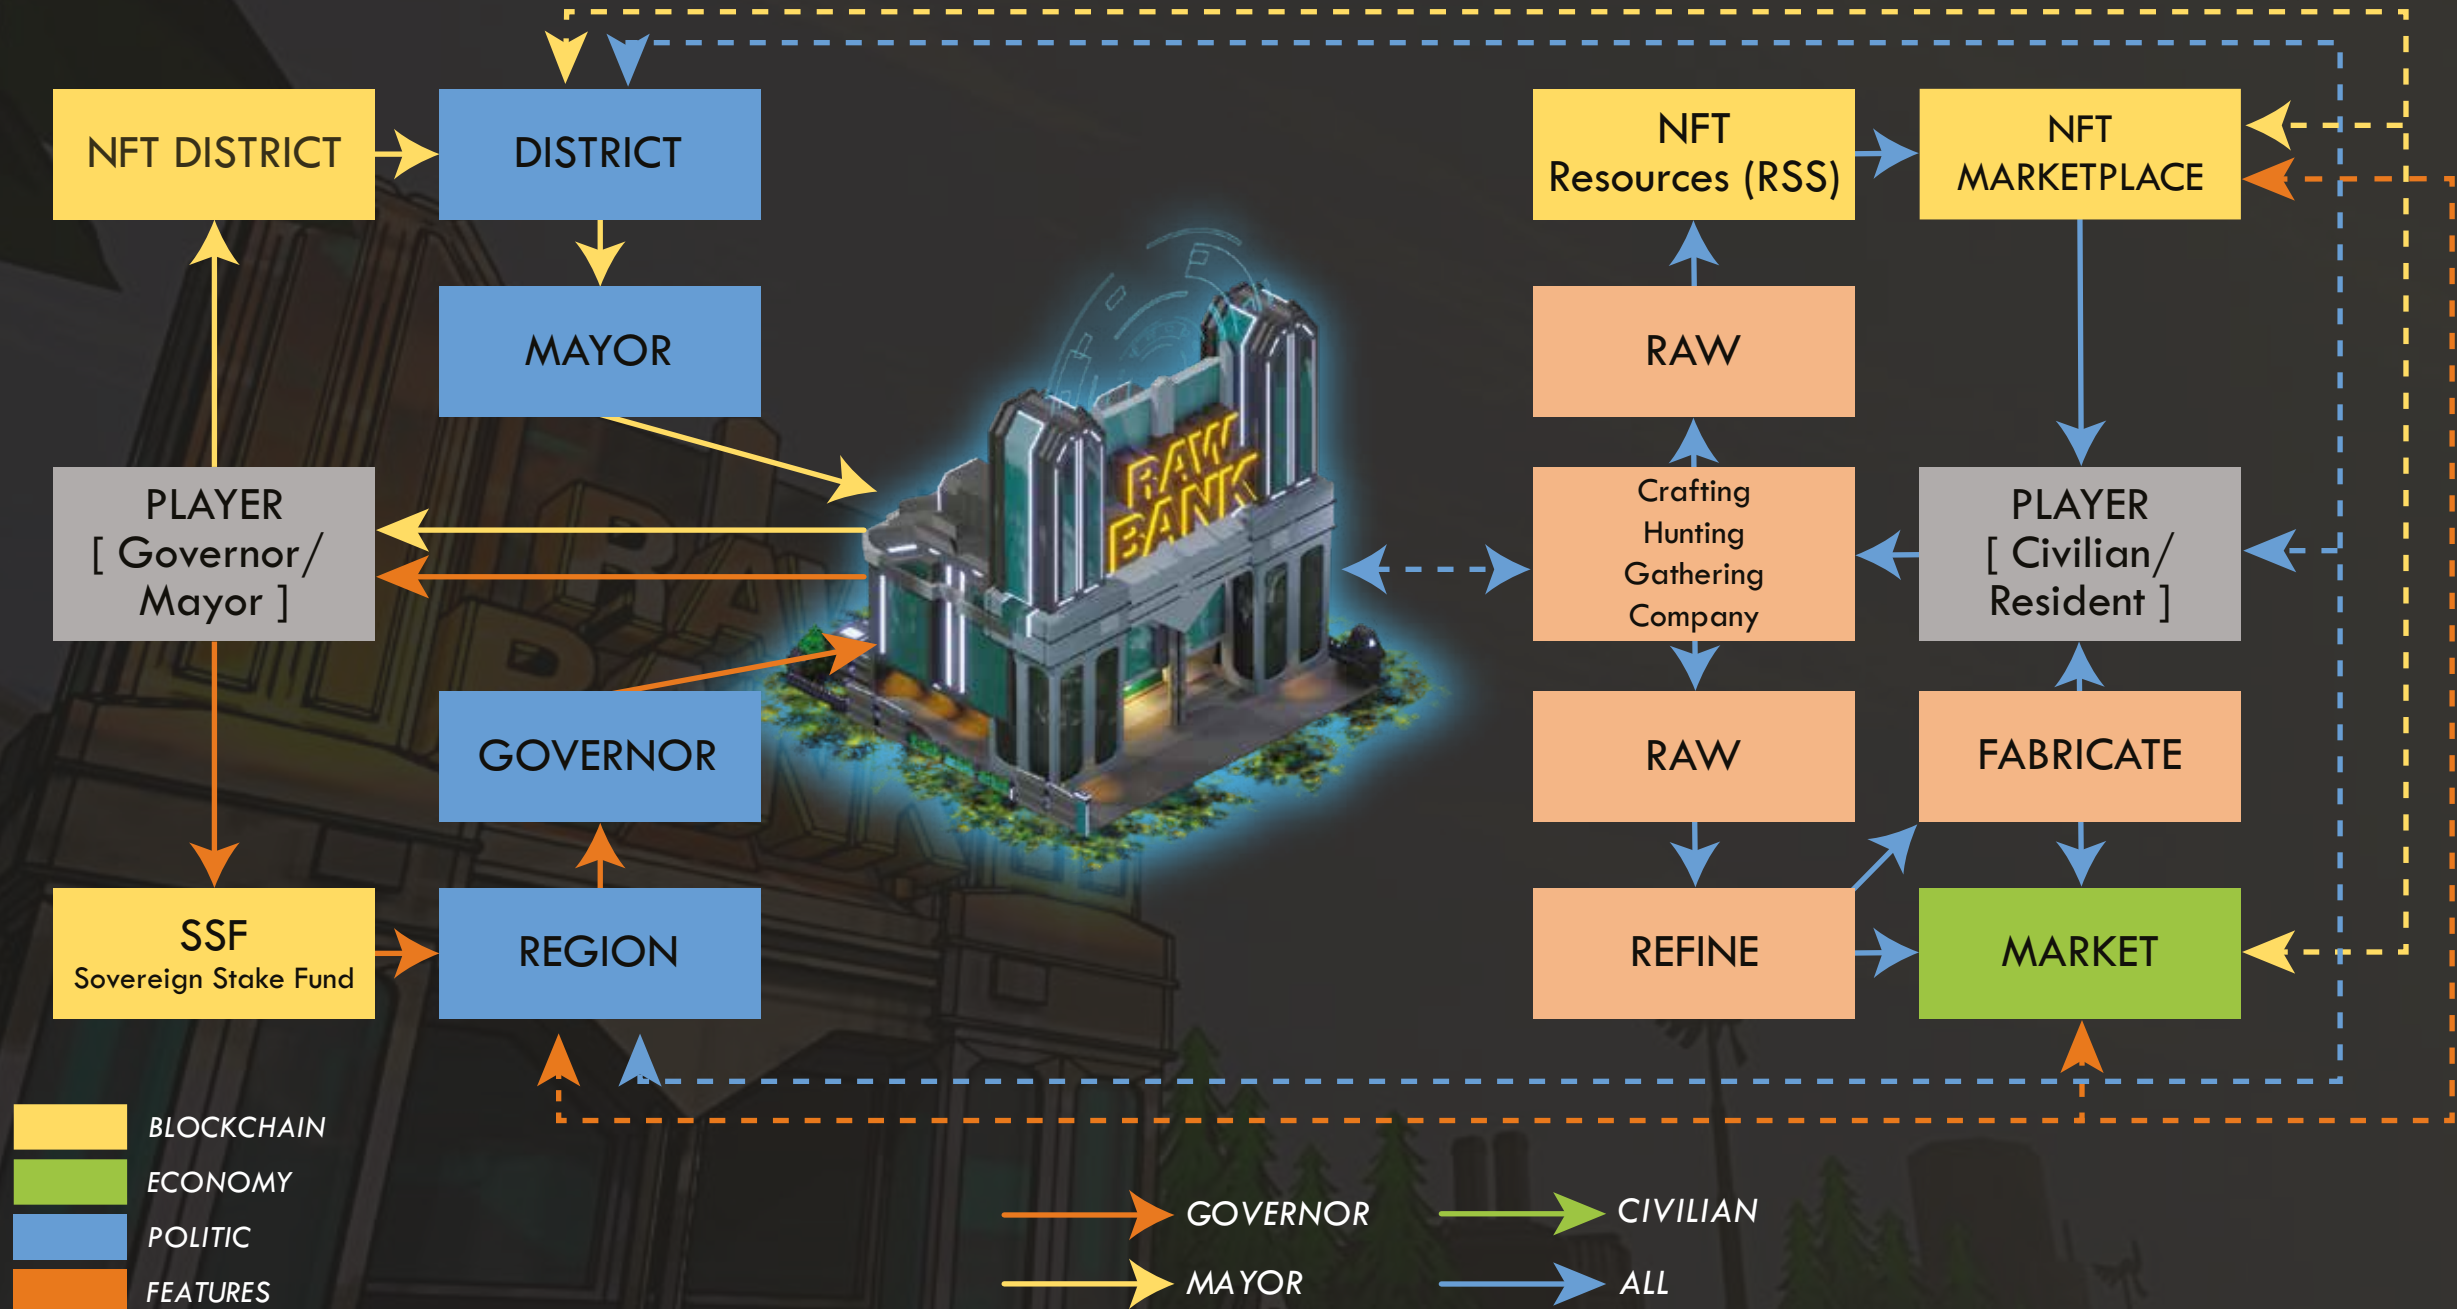 NFT DISTRICT
DISTRICT
NFT
Resources (RSS)
NFT
MARKETPLACE
MAYOR
RAW
RAW
BANK
PLAYER
[ Governor/
Mayor ]
Crafting
Hunting
Gathering
Company
PLAYER
[ Civilian/
Resident ]
GOVERNOR
RAW
FABRICATE
SSF
Sovereign Stake Fund
REGION
REFINE
MARKET
BLOCKCHAIN
ECONOMY
POLITIC
FEATURES
GOVERNOR
CIVILIAN
MAYOR
ALL